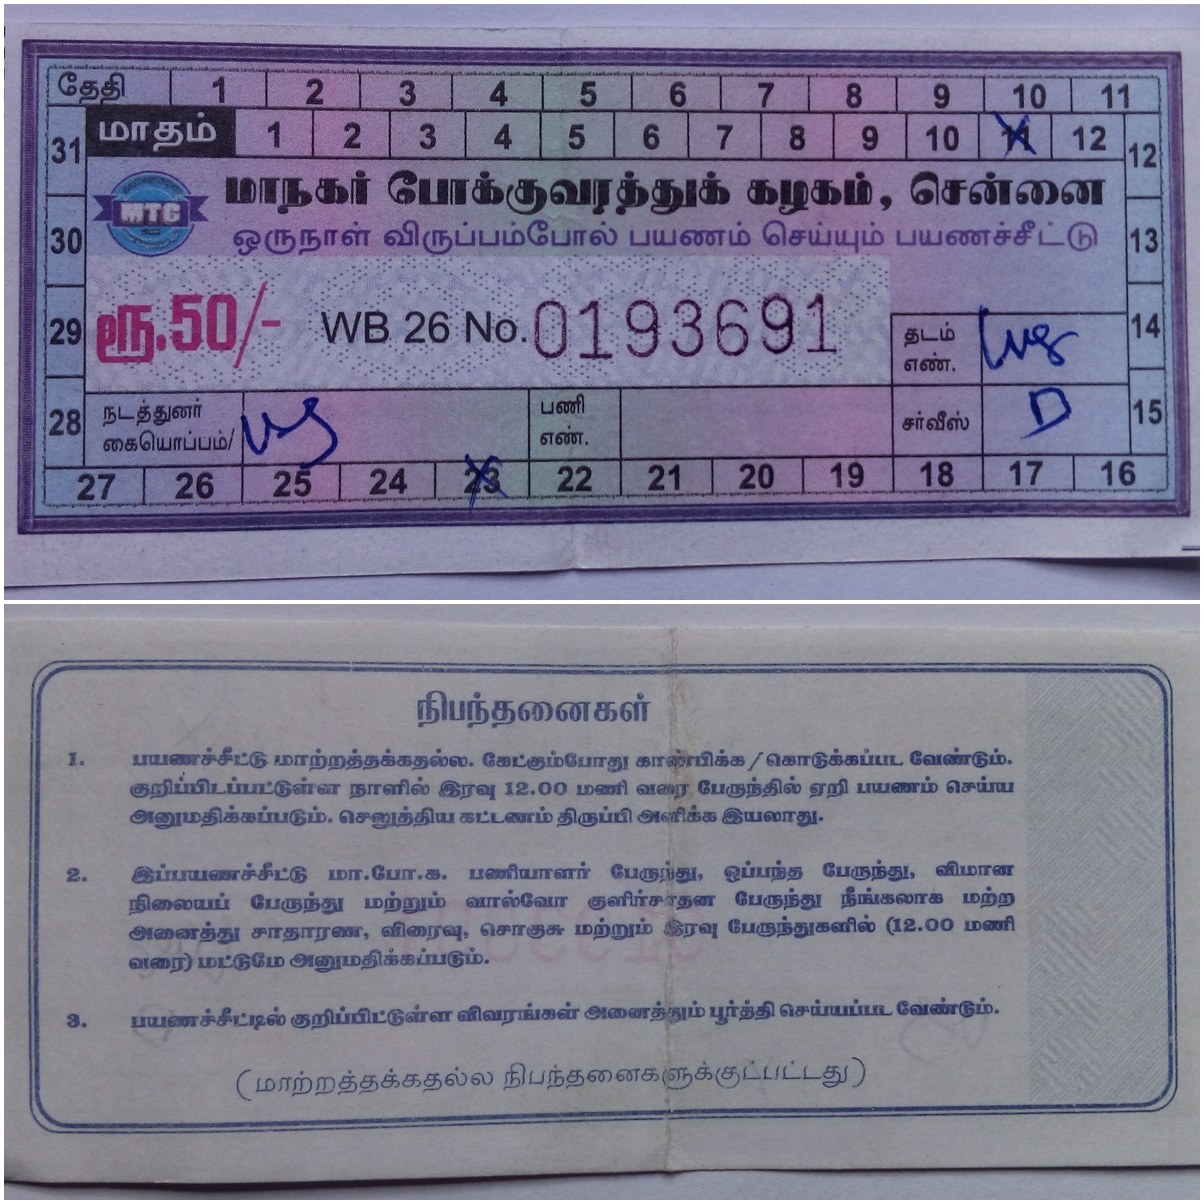 தேதி 1 2 3 4 5 6 7 8 9 10 11
31 மாதம் 1 2 3 4 5 6 7 8 9 10 11 12 12
MTC மாநகர் போக்குவரத்துக் கழகம், சென்னை
30 ஒருநாள் விருப்பம்போல் பயணம் செய்யும் பயணச்சீட்டு 13
29 ரூ.50/- WB 26 No. 0193691 தடம் எண். 14
28 நடத்துனர் கையொப்பம்/ பணி எண். சர்வீஸ் D 15
27 26 25 24 23 22 21 20 19 18 17 16
நிபந்தனைகள்
1. பயணச்சீட்டு மாற்றத்தக்கதல்ல. கேட்கும்போது காண்பிக்க/கொடுக்கப்பட வேண்டும்.
குறிப்பிடப்பட்டுள்ள நாளில் இரவு 12.00 மணி வரை பேருந்தில் ஏறி பயணம் செய்ய
அனுமதிக்கப்படும். செலுத்திய கட்டணம் திருப்பி அளிக்க இயலாது.
2. இப்பயணச்சீட்டு மா.போ.க. பணியாளர் பேருந்து, ஒப்பந்த பேருந்து, விமான
நிலையப் பேருந்து மற்றும் வால்வோ குளிர்சாதன பேருந்து நீங்கலாக மற்ற
அனைத்து சாதாரண, விரைவு, சொகுசு மற்றும் இரவு பேருந்துகளில் (12.00 மணி
வரை) மட்டுமே அனுமதிக்கப்படும்.
3. பயணச்சீட்டில் குறிப்பிட்டுள்ள விவரங்கள் அனைத்தும் பூர்த்தி செய்யப்பட வேண்டும்.
(மாற்றத்தக்கதல்ல நிபந்தனைகளுக்குட்பட்டது)